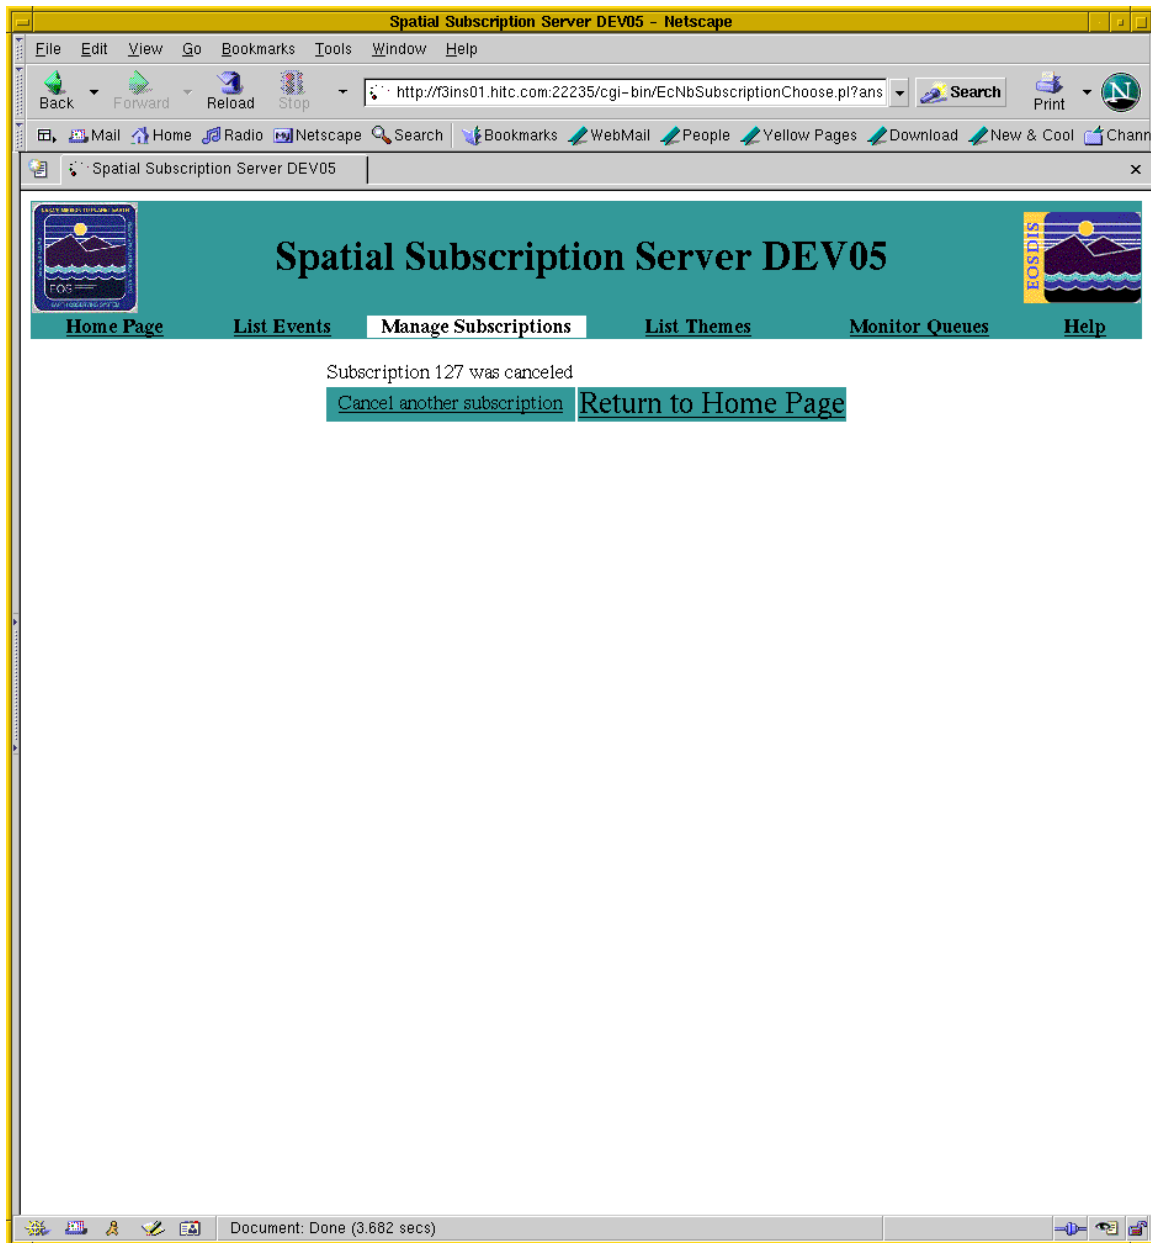 Spatial Subscription Server DEV05 - Netscape
File Edit View Go Bookmarks Tools Window Help
Back Forward Reload Stop http://f3ins01.hitc.com:22235/cgi-bin/EcNbSubscriptionChoose.pl?ans Search Print N
Mail Home Radio my Netscape Search Bookmarks WebMail People Yellow Pages Download New & Cool Chann
Spatial Subscription Server DEV05
EOS
Spatial Subscription Server DEV05
EOSDIS
Home Page List Events Manage Subscriptions List Themes Monitor Queues Help
Subscription 127 was canceled
Cancel another subscription Return to Home Page
Document: Done (3.682 secs)